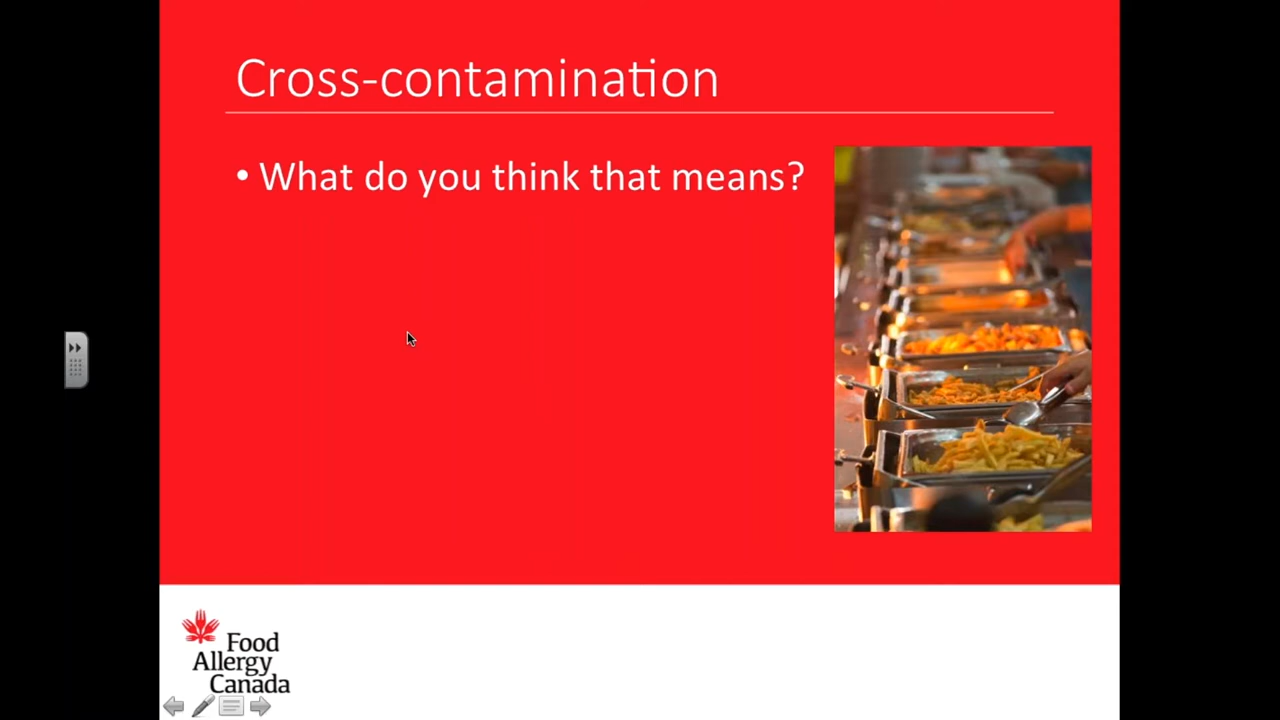 Cross-contamination
• What do you think that means?
Food
Allergy
Canada